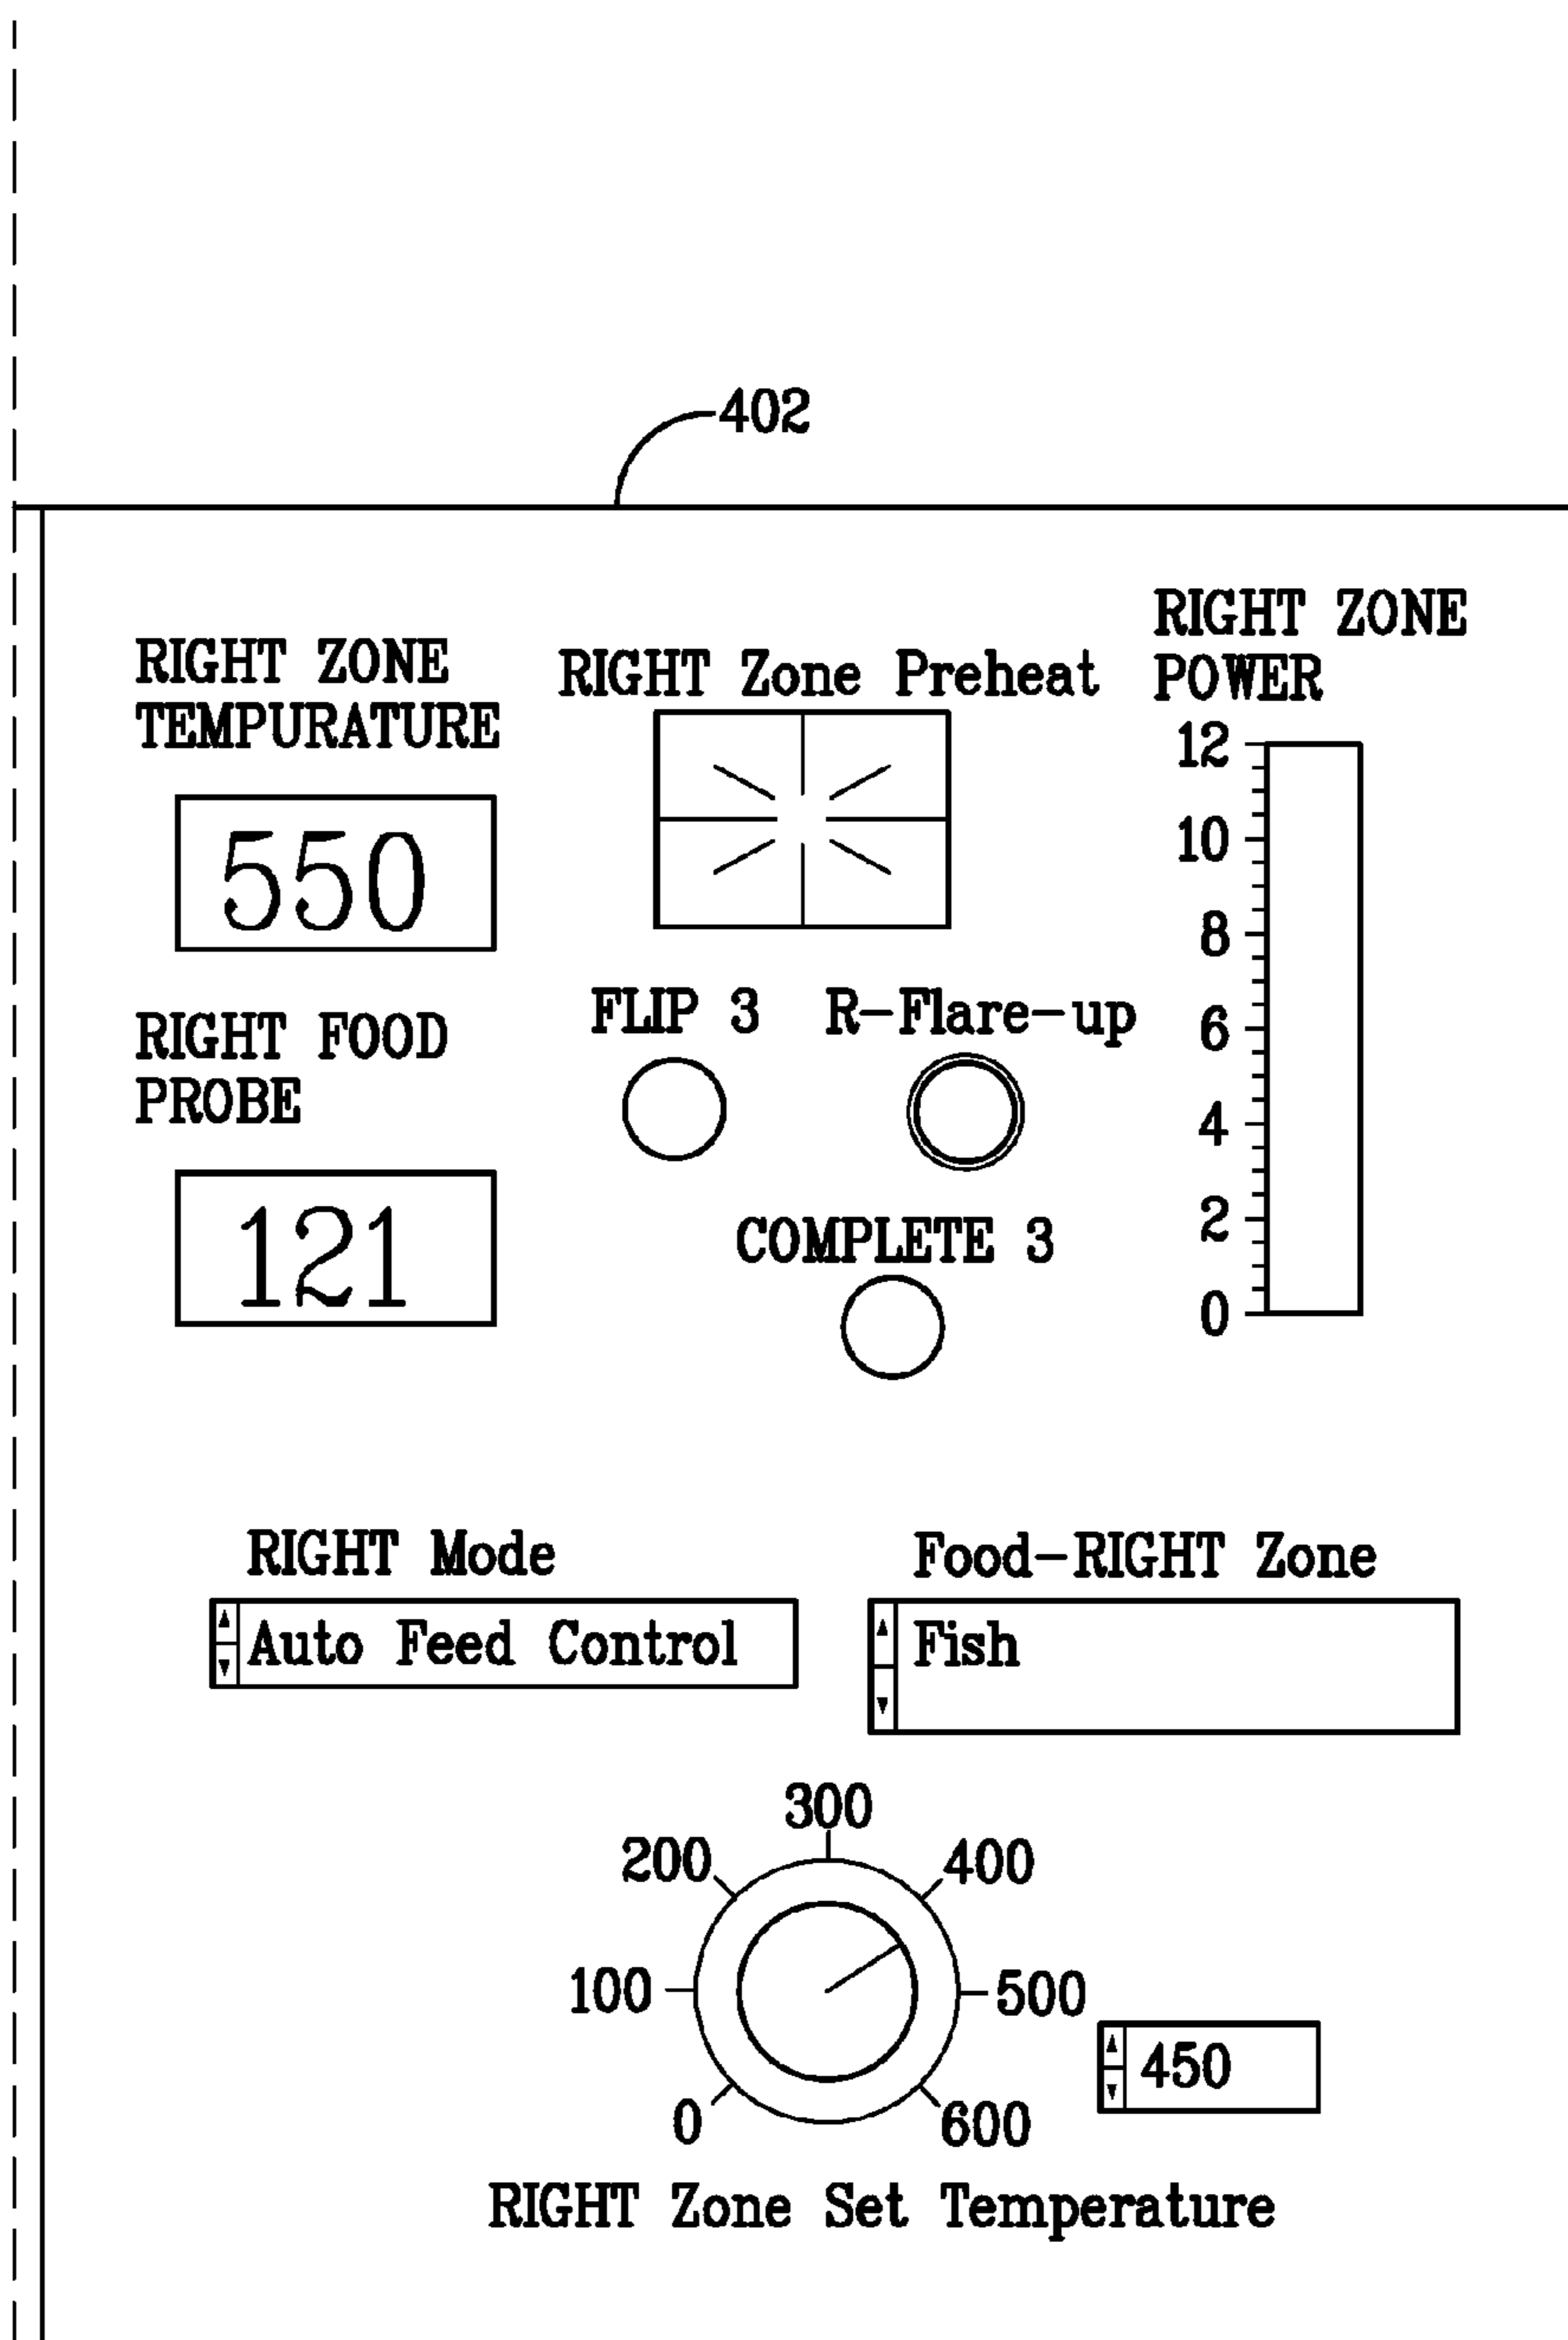 402
RIGHT ZONE
TEMPURATURE
550
RIGHT FOOD
PROBE
121
RIGHT Zone Preheat
FLIP 3
R-Flare-up
COMPLETE 3
RIGHT ZONE
POWER
12
10
8
6
4
2
0
RIGHT Mode
Auto Feed Control
Food-RIGHT Zone
Fish
300
200
400
100
500
450
0
600
RIGHT Zone Set Temperature